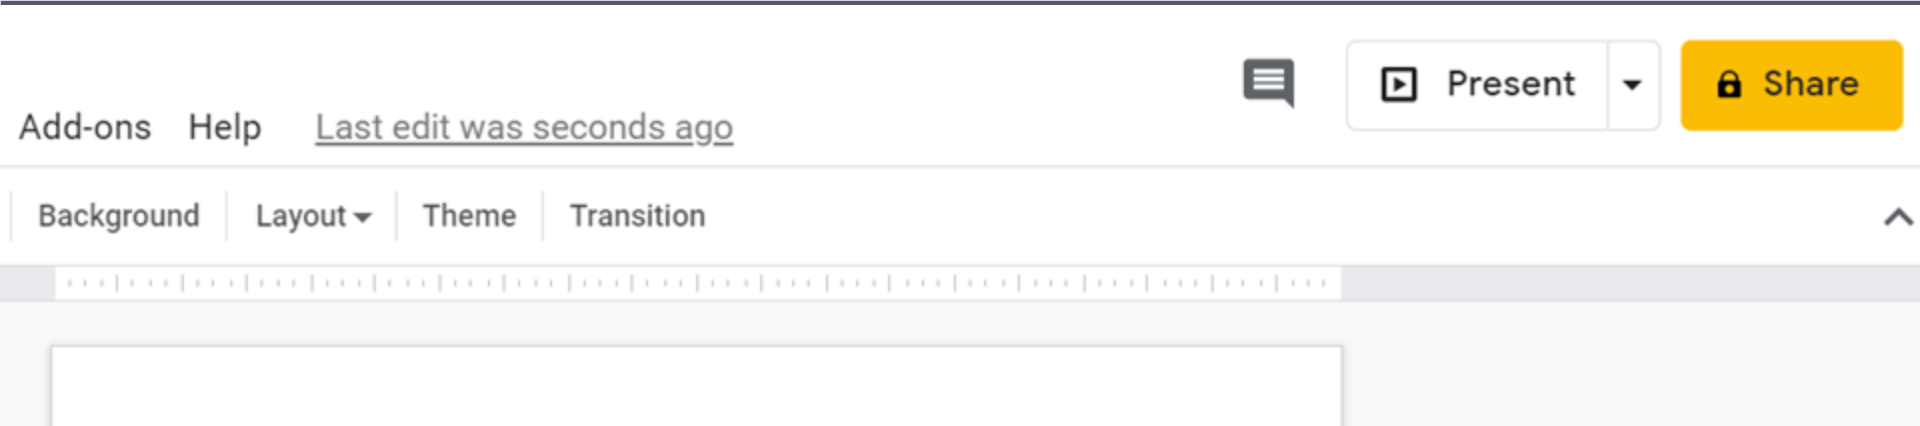 Present
Share
Add-ons Help Last edit was seconds ago
Background Layout Theme Transition